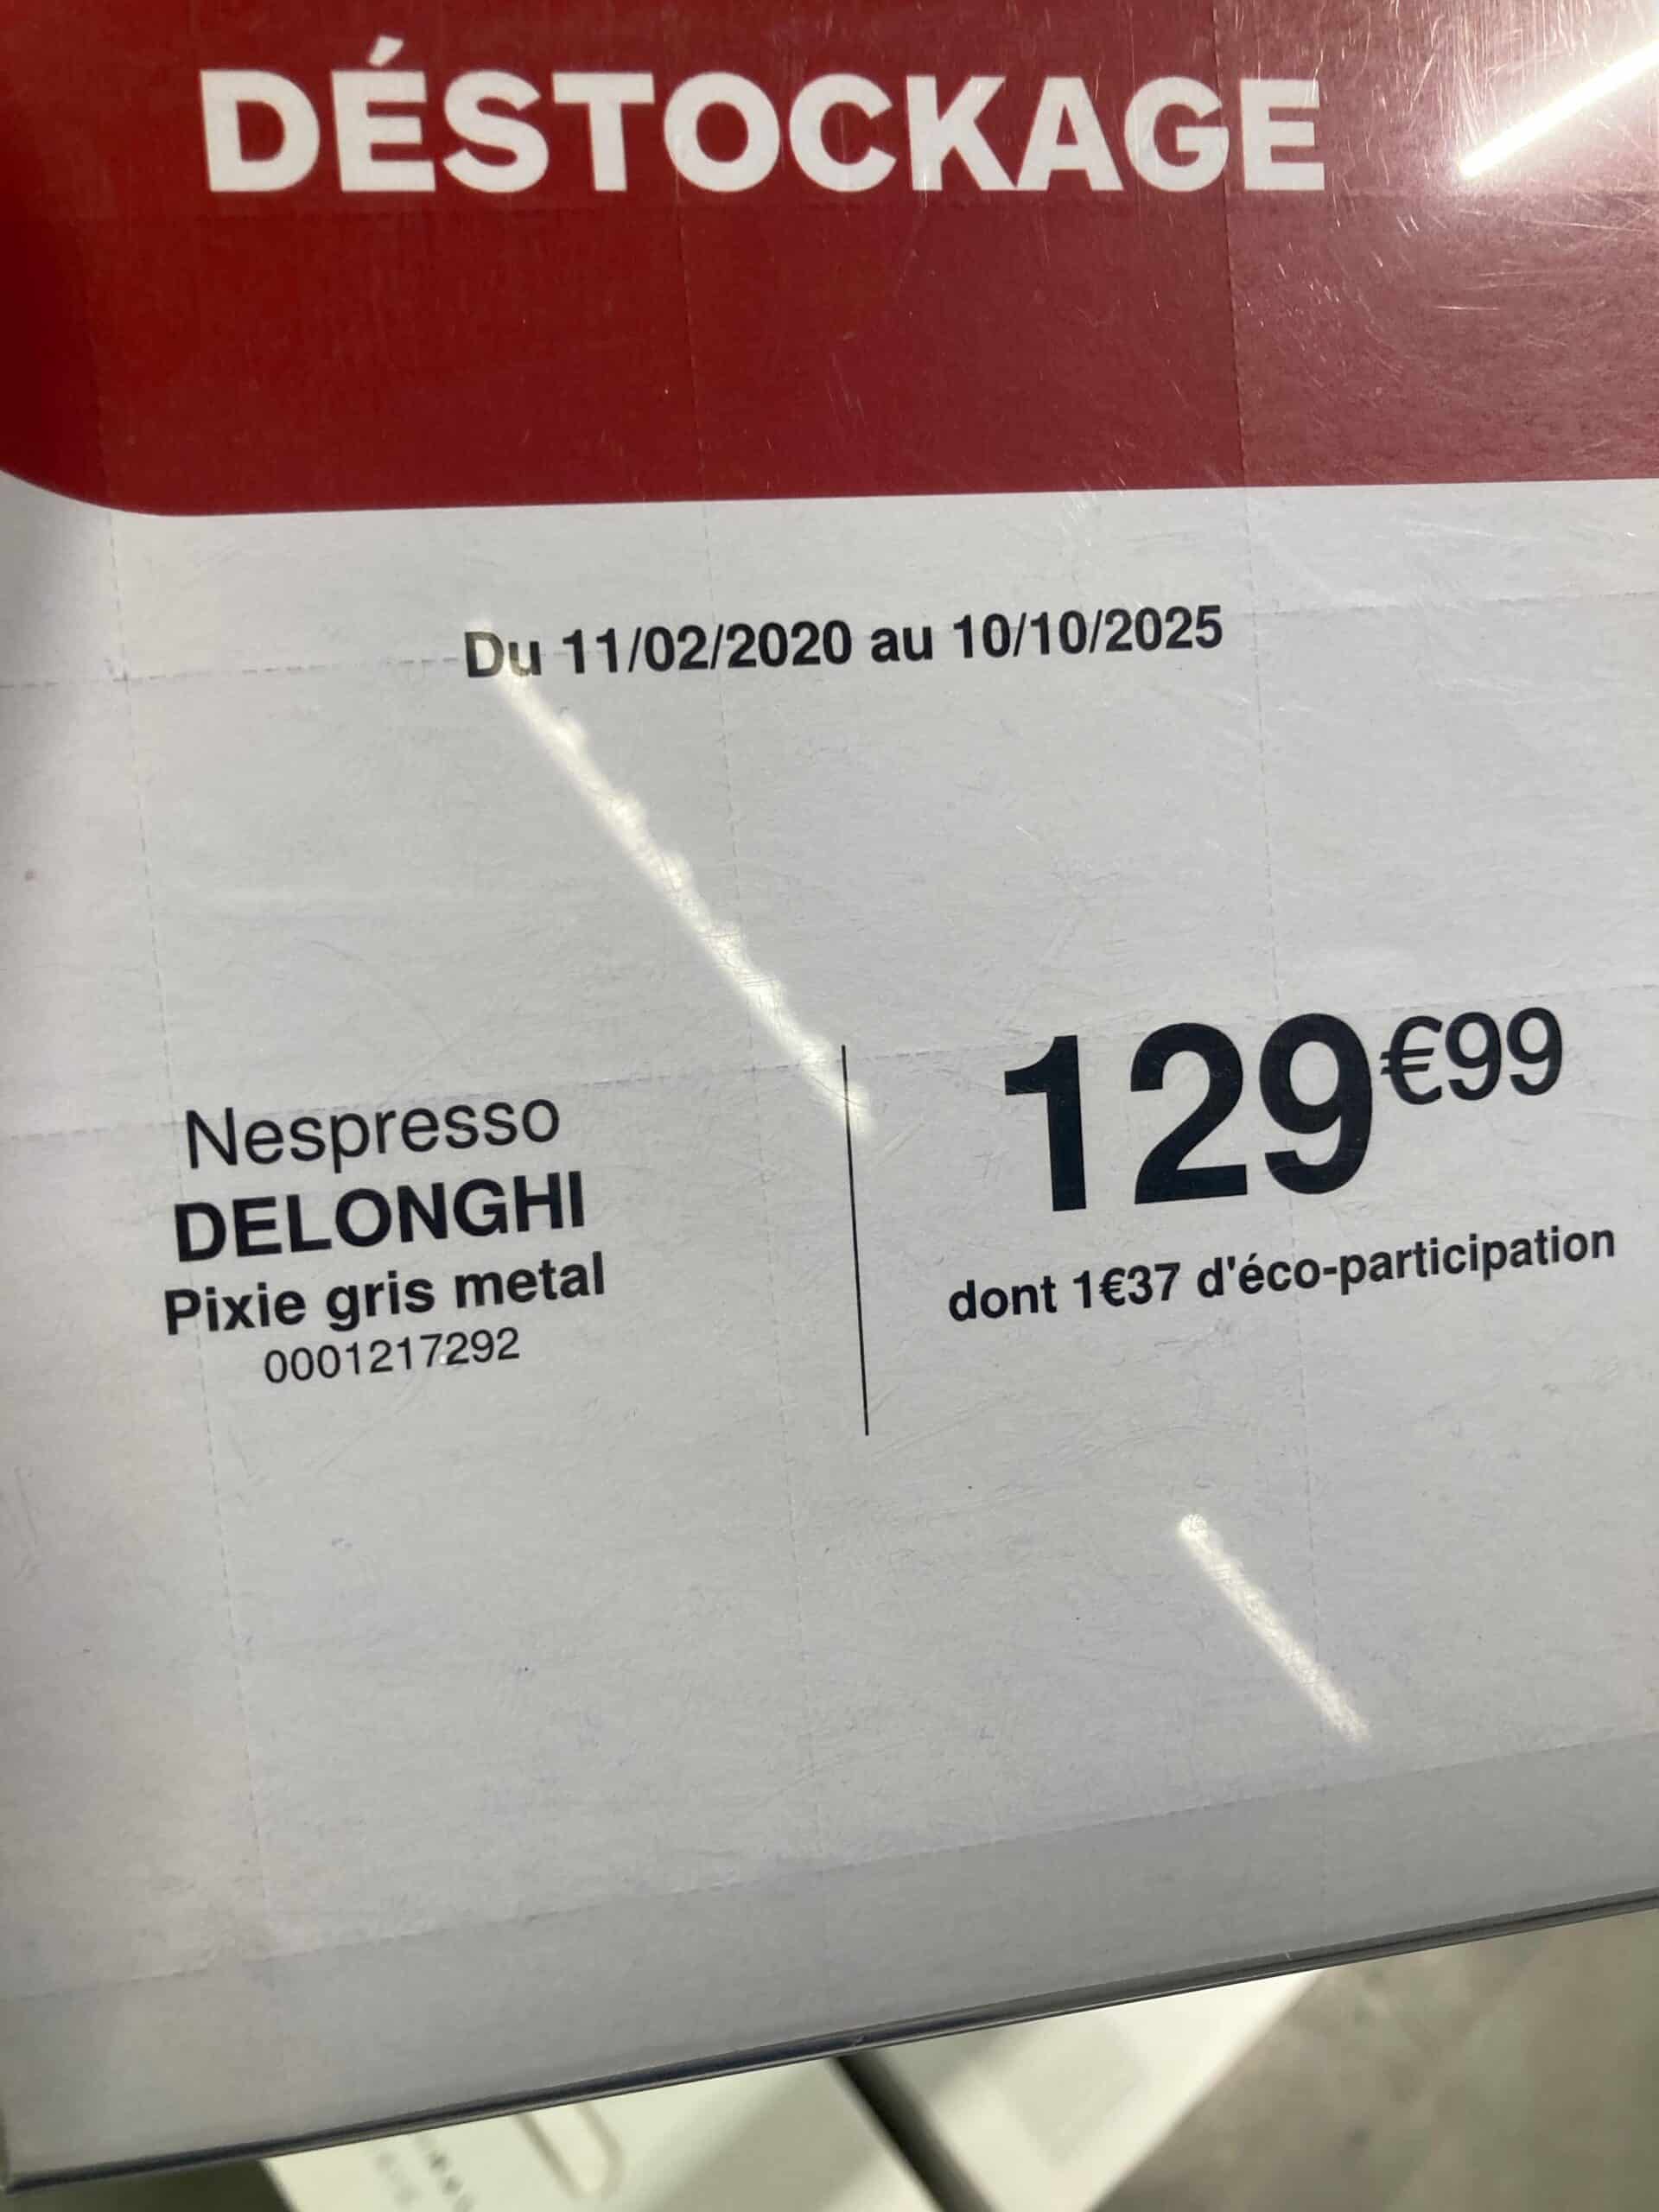 DÉSTOCKAGE
Du 11/02/2020 au 10/10/2025
Nespresso
DELONGHI
Pixie gris metal
0001217292
129€99
dont 1€37 d'éco-participation